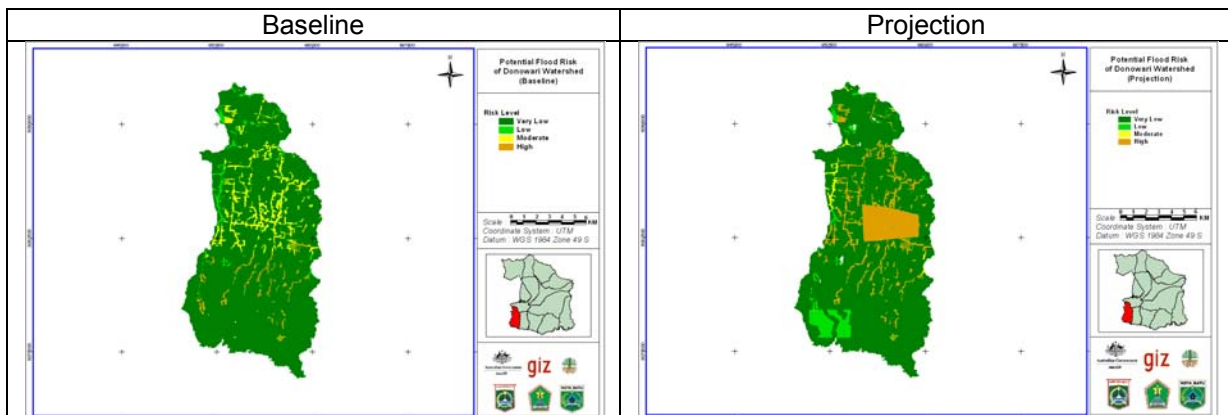 Baseline
Projection
Potential Flood Risk
of Donowari Watershed
(Baseline)
Risk Level
Very Low
Low
Moderate
High
Scale
KM
Coordinate System : UTM
Datum : WGS 1984 Zone 49 S
giz
Potential Flood Risk
of Donowari Watershed
(Projection)
Risk Level
Very Low
Low
Moderate
High
Scale
KM
Coordinate System : UTM
Datum : WGS 1984 Zone 49 S
giz